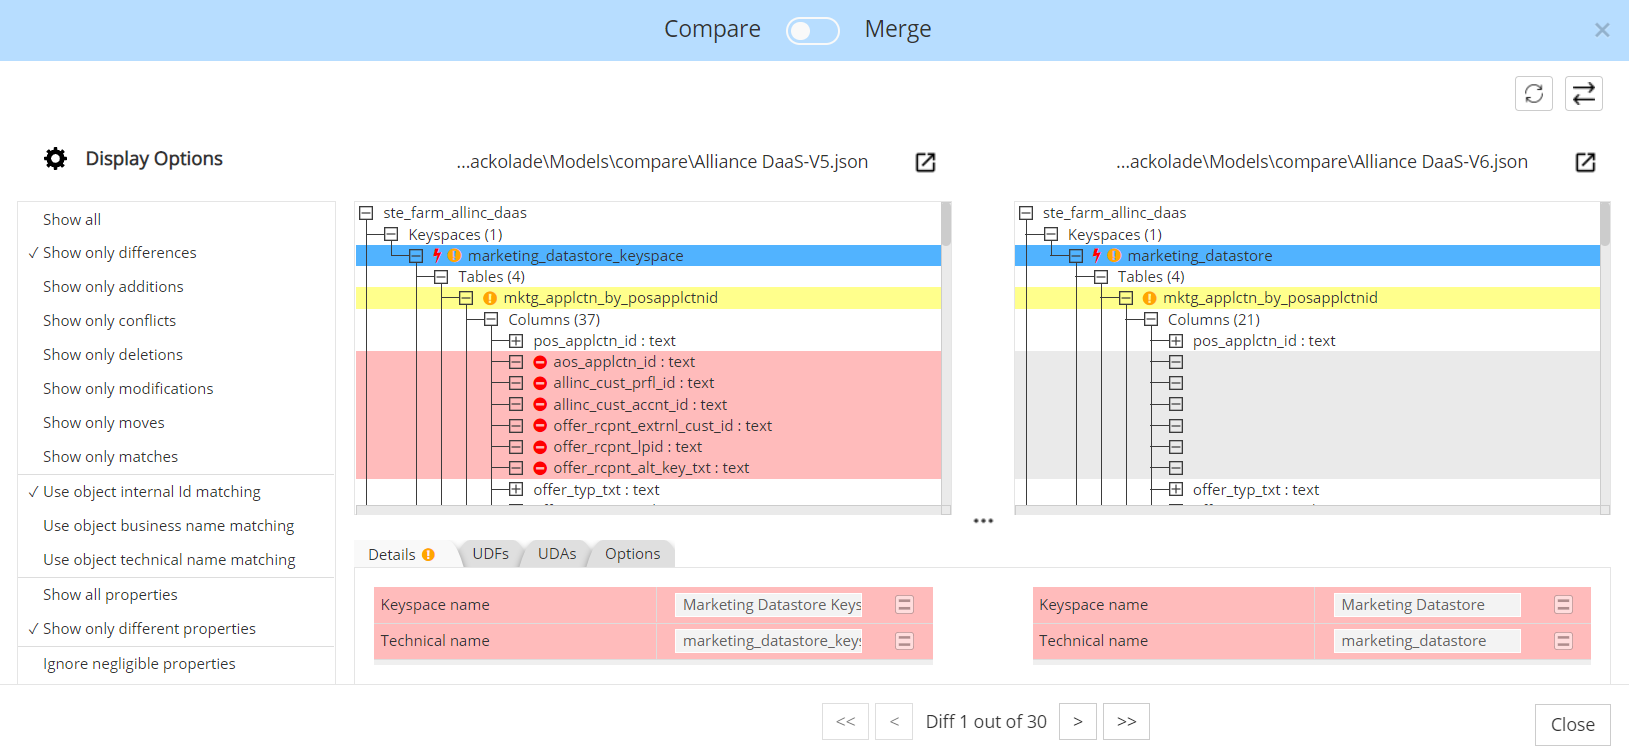 Compare Merge ×
Display Options
...ackolade\Models\compare\Alliance DaaS-V5.json
...ackolade\Models\compare\Alliance DaaS-V6.json
Show all
✓ Show only differences
Show only additions
Show only conflicts
Show only deletions
Show only modifications
Show only moves
Show only matches
✓ Use object internal Id matching
Use object business name matching
Use object technical name matching
Show all properties
✓ Show only different properties
Ignore negligible properties
ste_farm_allinc_daas
Keyspaces (1)
marketing_datastore_keyspace
Tables (4)
mktg_applctn_by_posapplctnid
Columns (37)
pos_applctn_id : text
aos_applctn_id : text
allinc_cust_prfl_id : text
allinc_cust_accnt_id : text
offer_rcpnt_extrnl_cust_id : text
offer_rcpnt_lpid : text
offer_rcpnt_alt_key_txt : text
offer_typ_txt : text
ste_farm_allinc_daas
Keyspaces (1)
marketing_datastore
Tables (4)
mktg_applctn_by_posapplctnid
Columns (21)
pos_applctn_id : text
offer_typ_txt : text
Details UDFs UDAs Options
Keyspace name Marketing Datastore Keys
Technical name marketing_datastore_key
Keyspace name Marketing Datastore
Technical name marketing_datastore
<< < Diff 1 out of 30 > >>
Close